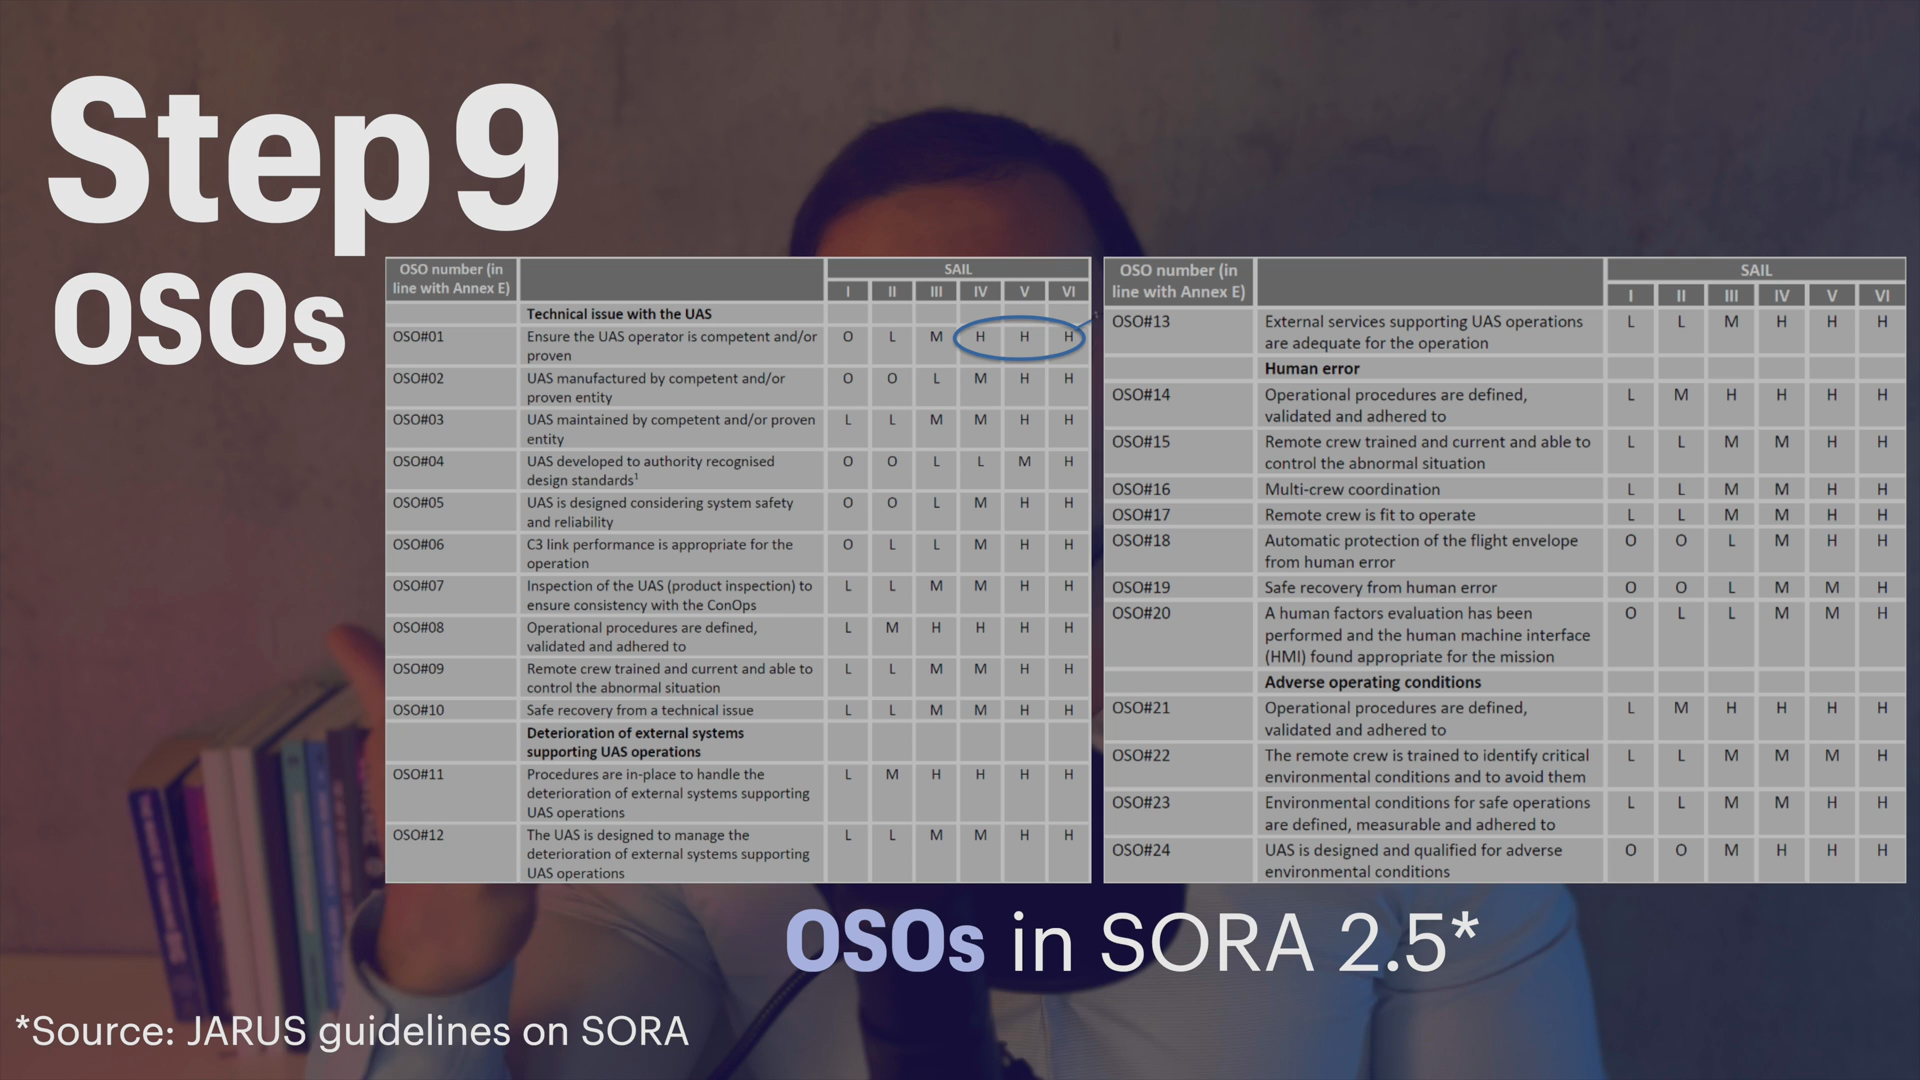 Step 9
OSOs
OSO number (in
line with Annex E)
SAIL
I II III IV V VI
Technical issue with the UAS
OSO#01 Ensure the UAS operator is competent and/or O L M H H H
proven
OSO#02 UAS manufactured by competent and/or O O L M H H
proven entity
OSO#03 UAS maintained by competent and/or proven L L M M H H
entity
OSO#04 UAS developed to authority recognised O O L L M H
design standards¹
OSO#05 UAS is designed considering system safety O O L M H H
and reliability
OSO#06 C3 link performance is appropriate for the O L L M H H
operation
OSO#07 Inspection of the UAS (product inspection) to L L M M H H
ensure consistency with the ConOps
OSO#08 Operational procedures are defined, L M H H H H
validated and adhered to
OSO#09 Remote crew trained and current and able to L L M M H H
control the abnormal situation
OSO#10 Safe recovery from a technical issue L L M M H H
Deterioration of external systems
supporting UAS operations
OSO#11 Procedures are in-place to handle the L M H H H H
deterioration of external systems supporting
UAS operations
OSO#12 The UAS is designed to manage the L L M M H H
deterioration of external systems supporting
UAS operations
OSO number (in
line with Annex E)
SAIL
I II III IV V VI
OSO#13 External services supporting UAS operations L L M H H H
are adequate for the operation
Human error
OSO#14 Operational procedures are defined, L M H H H H
validated and adhered to
OSO#15 Remote crew trained and current and able to L L M M H H
control the abnormal situation
OSO#16 Multi-crew coordination L L M M H H
OSO#17 Remote crew is fit to operate L L M M H H
OSO#18 Automatic protection of the flight envelope O O L M H H
from human error
OSO#19 Safe recovery from human error O O L M M H
OSO#20 A human factors evaluation has been O L L M M H
performed and the human machine interface
(HMI) found appropriate for the mission
Adverse operating conditions
OSO#21 Operational procedures are defined, L M H H H H
validated and adhered to
OSO#22 The remote crew is trained to identify critical L L M M M H
environmental conditions and to avoid them
OSO#23 Environmental conditions for safe operations L L M M H H
are defined, measurable and adhered to
OSO#24 UAS is designed and qualified for adverse O O M H H H
environmental conditions
OSOs in SORA 2.5*
*Source: JARUS guidelines on SORA